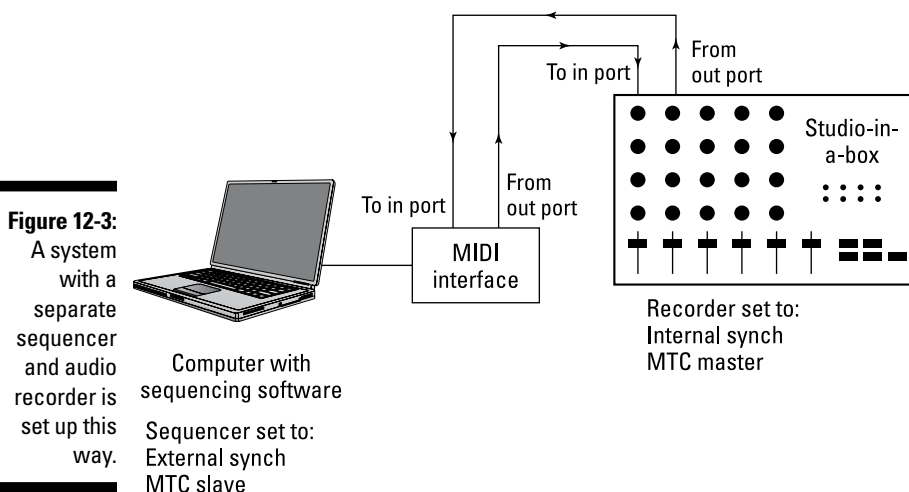 From
out port
To in port
Studio-in-
a-box
From
out port
To in port
MIDI
interface
Recorder set to:
Internal synch
MTC master
Figure 12-3:
A system
with a
separate
sequencer
and audio
recorder is
set up this
way.
Computer with
sequencing software
Sequencer set to:
External synch
MTC slave